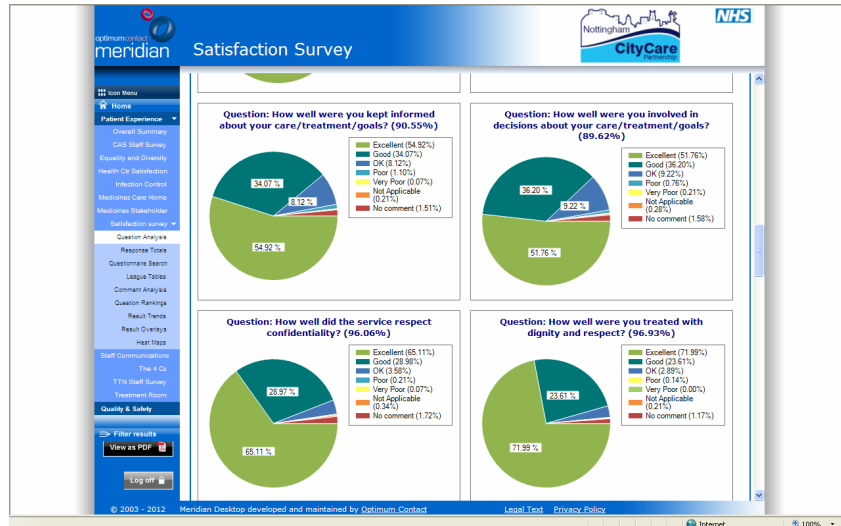 optimumcontact
meridian
Satisfaction Survey
Nottingham
CityCare
Partnership
NHS
Icon Menu
Home
Patient Experience
Overall Summary
CAS Staff Survey
Equality and Diversity
Health Ctr Satisfaction
Infection Control
Medicines Care Home
Medicines Stakeholder
Satisfaction survey
Question Analysis
Response Totals
Questionnaire Search
League Tables
Comment Analysis
Question Rankings
Result Trends
Result Overlays
Heat Maps
Staff Communications
The 4 Cs
TTN Staff Survey
Treatment Room
Quality & Safety
Filter results
View as PDF
Log off
Question: How well were you kept informed
about your care/treatment/goals? (90.55%)
Excellent (54.92%)
Good (34.07%)
OK (8.12%)
Poor (1.10%)
Very Poor (0.07%)
Not Applicable
(0.21%)
No comment (1.51%)
34.07 %
8.12 %
54.92 %
Question: How well were you involved in
decisions about your care/treatment/goals?
(89.62%)
Excellent (51.76%)
Good (36.20%)
OK (9.22%)
Poor (0.76%)
Very Poor (0.21%)
Not Applicable
(0.28%)
No comment (1.58%)
36.20 %
9.22 %
51.76 %
Question: How well did the service respect
confidentiality? (96.06%)
Excellent (65.11%)
Good (28.98%)
OK (3.58%)
Poor (0.21%)
Very Poor (0.07%)
Not Applicable
(0.34%)
No comment (1.72%)
28.97 %
65.11 %
Question: How well were you treated with
dignity and respect? (96.93%)
Excellent (71.99%)
Good (23.61%)
OK (2.89%)
Poor (0.14%)
Very Poor (0.00%)
Not Applicable
(0.21%)
No comment (1.17%)
23.61 %
71.99 %
© 2003 - 2012 Meridian Desktop developed and maintained by Optimum Contact Legal Text Privacy Policy
Internet 100%